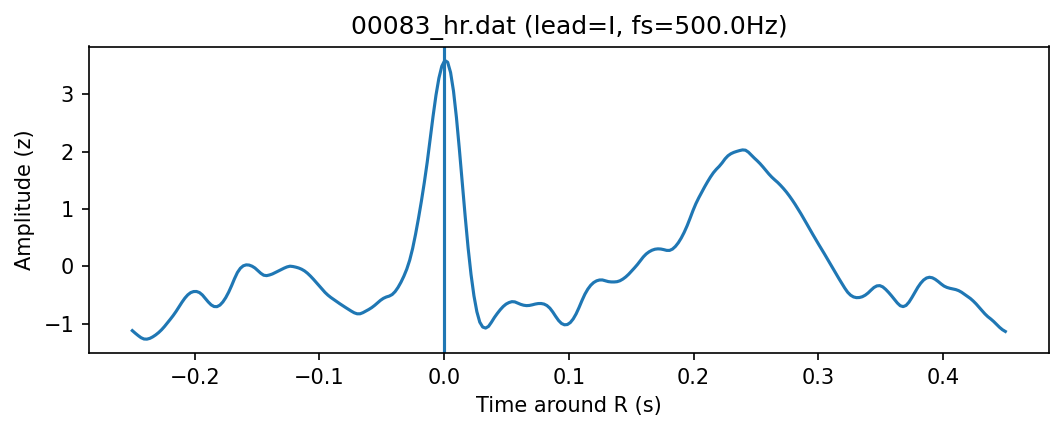 00083_hr.dat (lead=I, fs=500.0Hz)
Amplitude (z)
3
2
1
0
−1
−0.2 −0.1 0.0 0.1 0.2 0.3 0.4
Time around R (s)